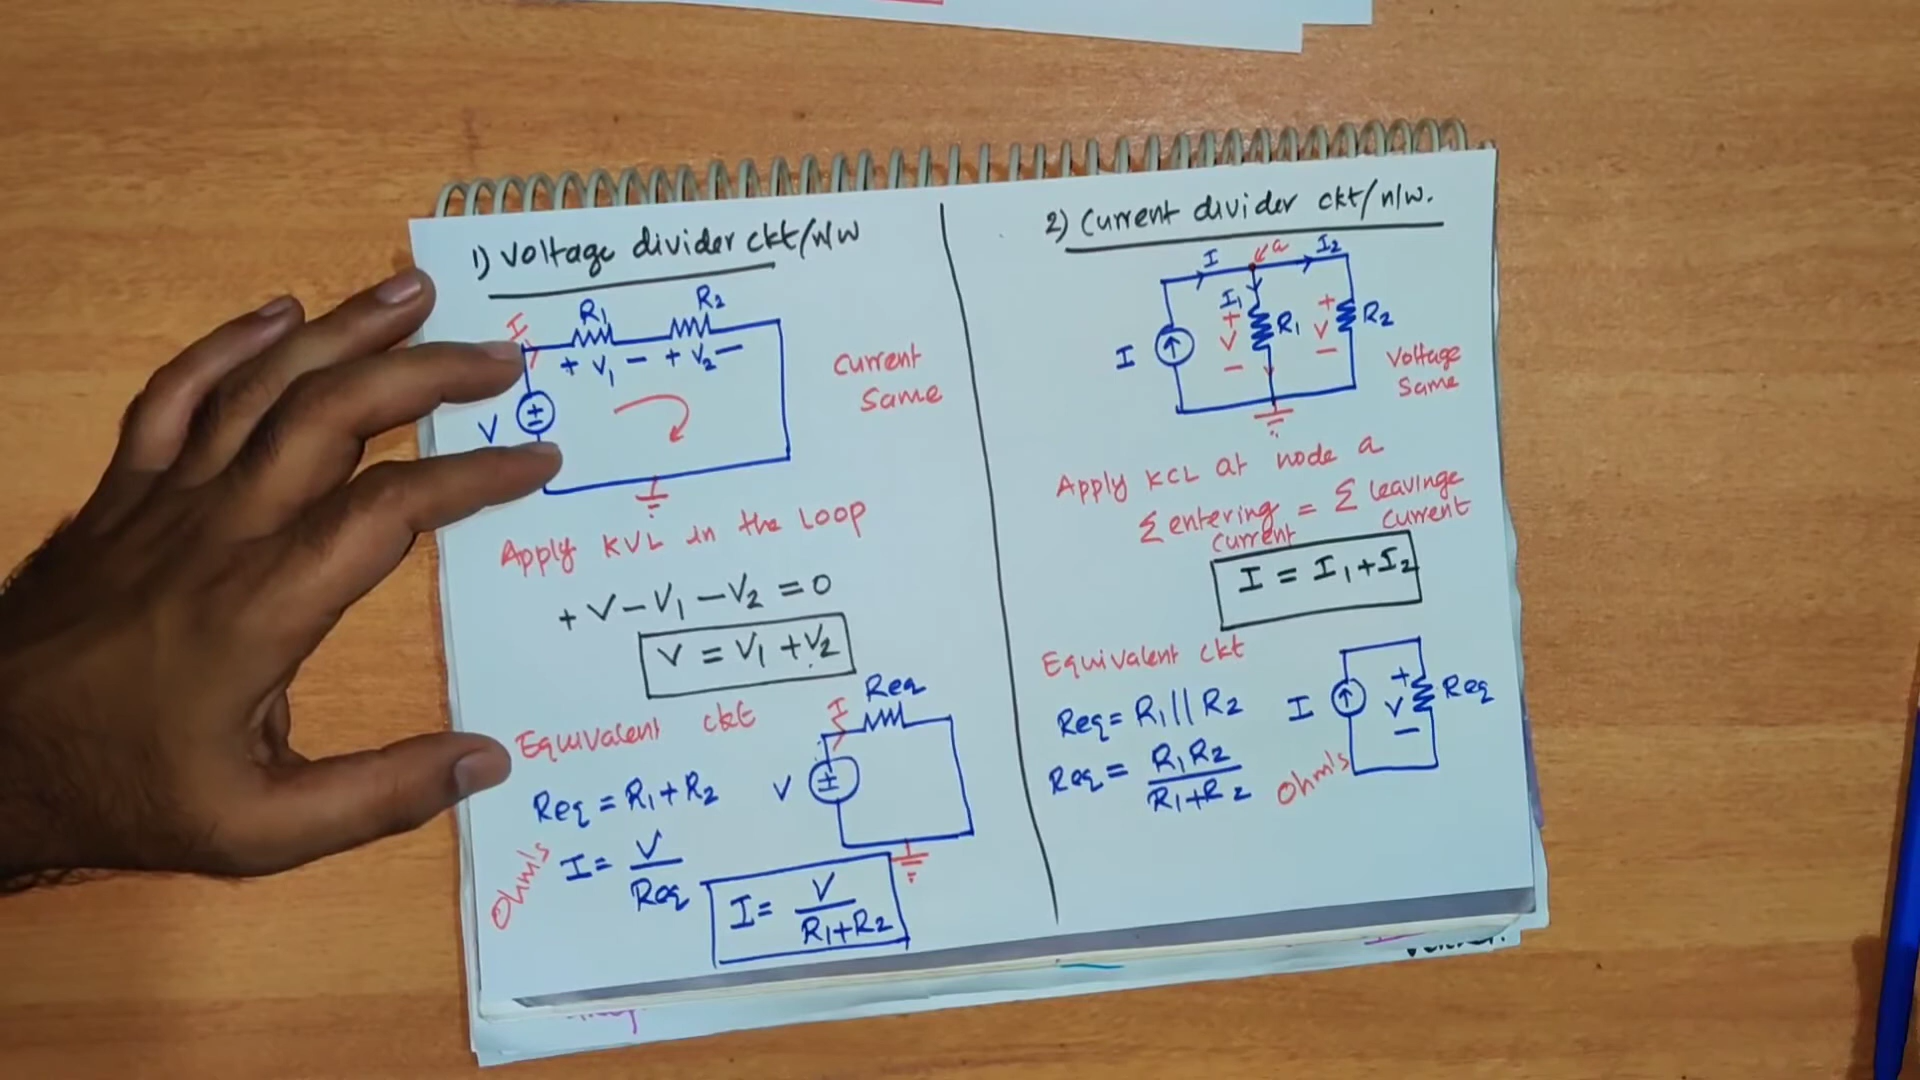 1) Voltage divider ckt/n/w
R₁
R₂
I
+ V₁ -
+ V₂ -
V
Current
Same
Apply KVL in the Loop
+ V - V₁ - V₂ = 0
V = V₁ + V₂
Equivalent ckt
Req
I
V
Req = R₁ + R₂
Ohm's
I = V/Req
I = V/(R₁+R₂)
2) Current divider ckt/n/w.
I
a
I₂
I₁
I
+ V -
R₁
+ V -
R₂
Voltage
Same
Apply KCL at node a
Σ entering current = Σ leavinge current
I = I₁ + I₂
Equivalent ckt
Req = R₁ || R₂
Req = R₁R₂/(R₁+R₂)
Ohm's
I
+ V -
Req